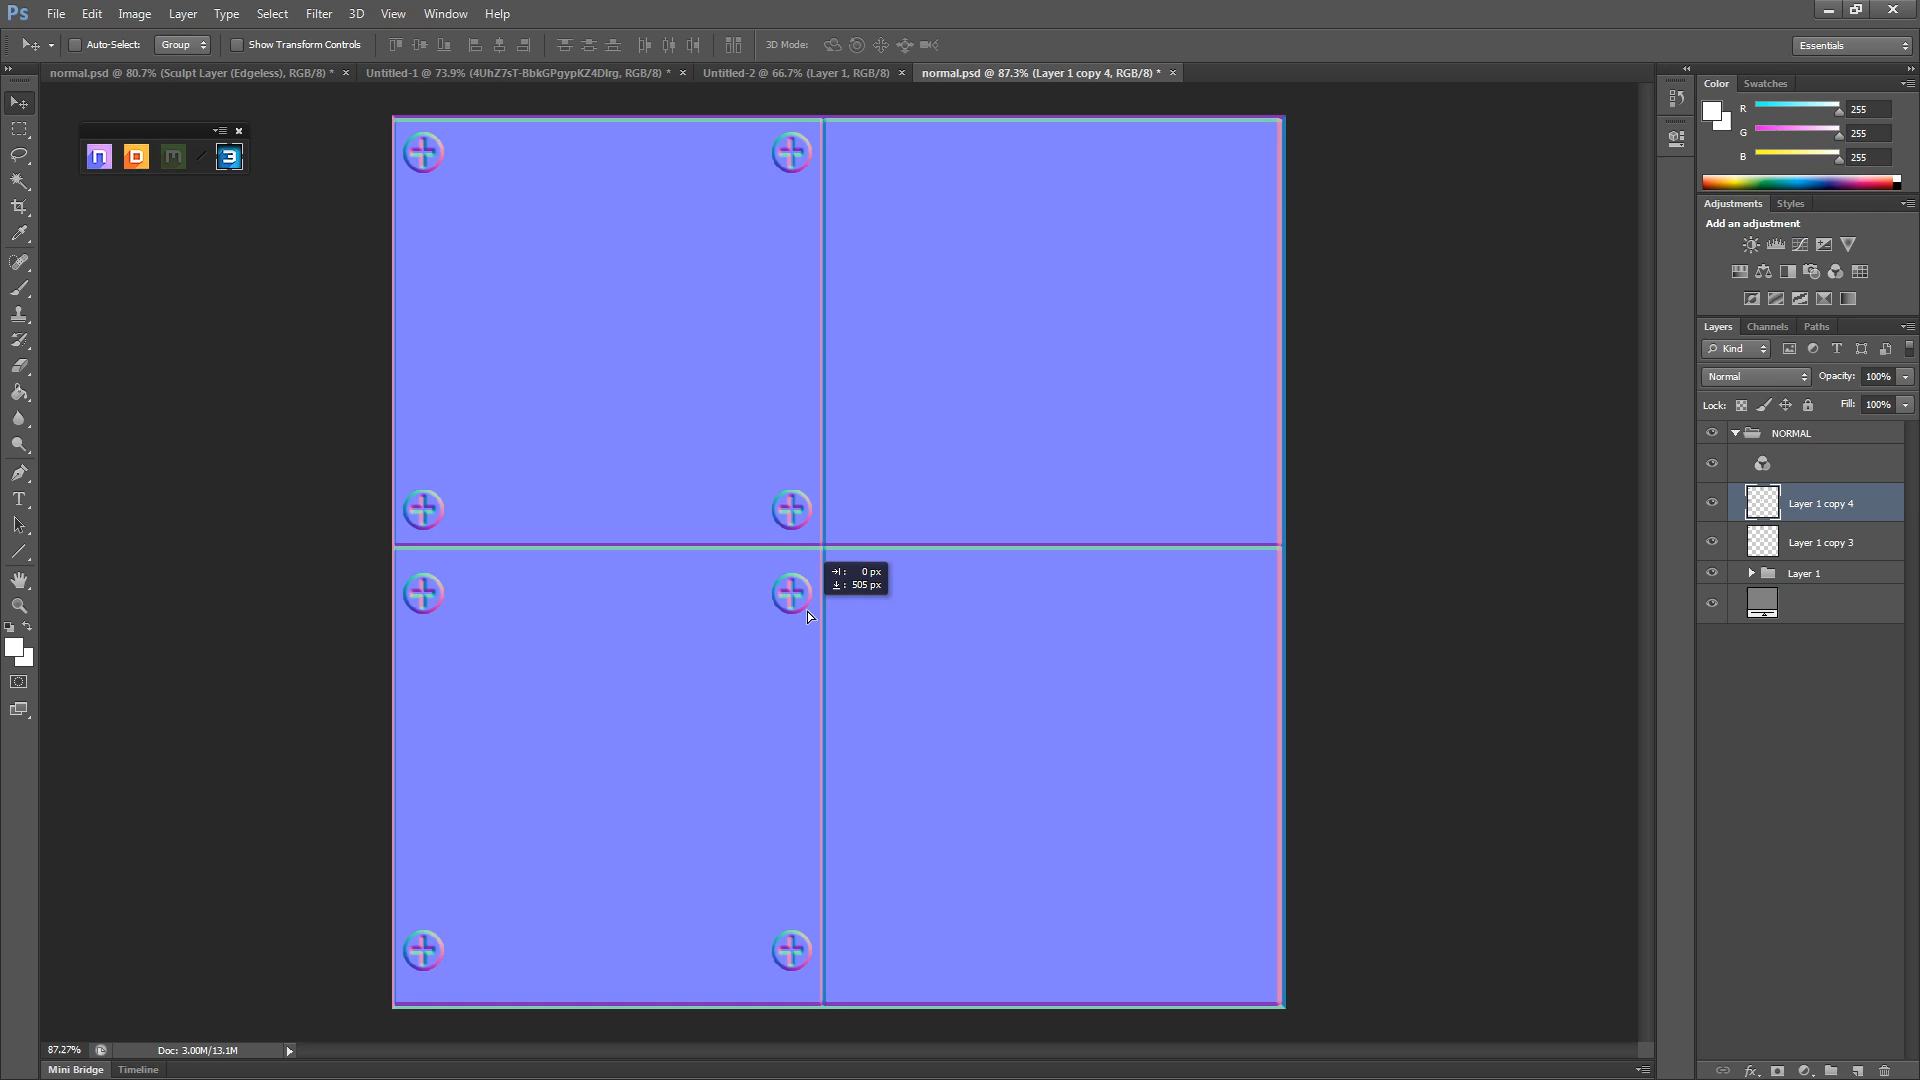 Ps File Edit Image Layer Type Select Filter 3D View Window Help
Auto-Select: Group Show Transform Controls 3D Mode: Essentials
normal.psd @ 80.7% (Sculpt Layer (Edgeless), RGB/8) * × Untitled-1 @ 73.9% (4UhZ7sT-BbkGPgypKZ4DIrg, RGB/8) * × Untitled-2 @ 66.7% (Layer 1, RGB/8) × normal.psd @ 87.3% (Layer 1 copy 4, RGB/8) * ×
Color Swatches
R 255
G 255
B 255
n D m 3
Adjustments Styles
Add an adjustment
Layers Channels Paths
Kind
Normal Opacity: 100%
Lock: Fill: 100%
NORMAL
Layer 1 copy 4
Layer 1 copy 3
Layer 1
: 0 px
: 505 px
87.27% Doc: 3.00M/13.1M
Mini Bridge Timeline
fx